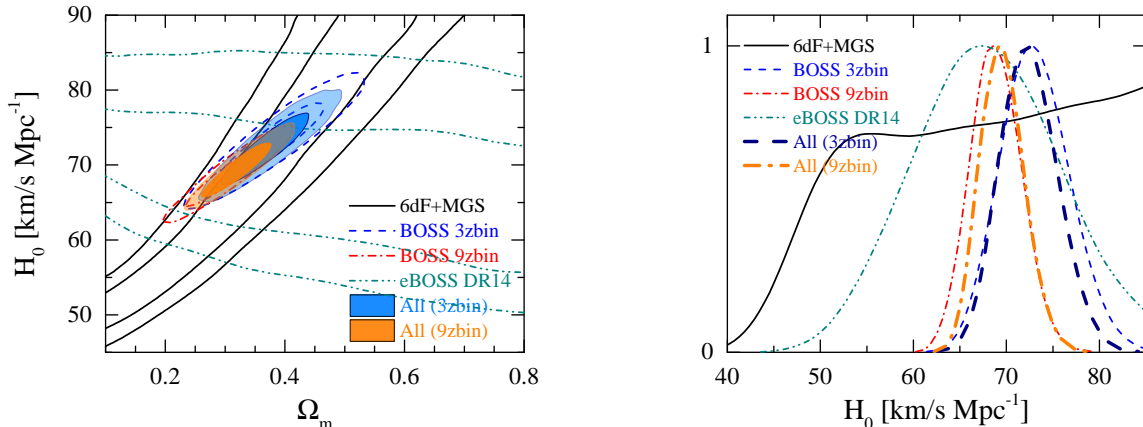 90
80
70
60
50
H₀ [km/s Mpc⁻¹]
6dF+MGS
BOSS 3zbin
BOSS 9zbin
eBOSS DR14
All (3zbin)
All (9zbin)
0.2 0.4 0.6 0.8
Ωₘ
1
0
6dF+MGS
BOSS 3zbin
BOSS 9zbin
eBOSS DR14
All (3zbin)
All (9zbin)
40 50 60 70 80
H₀ [km/s Mpc⁻¹]